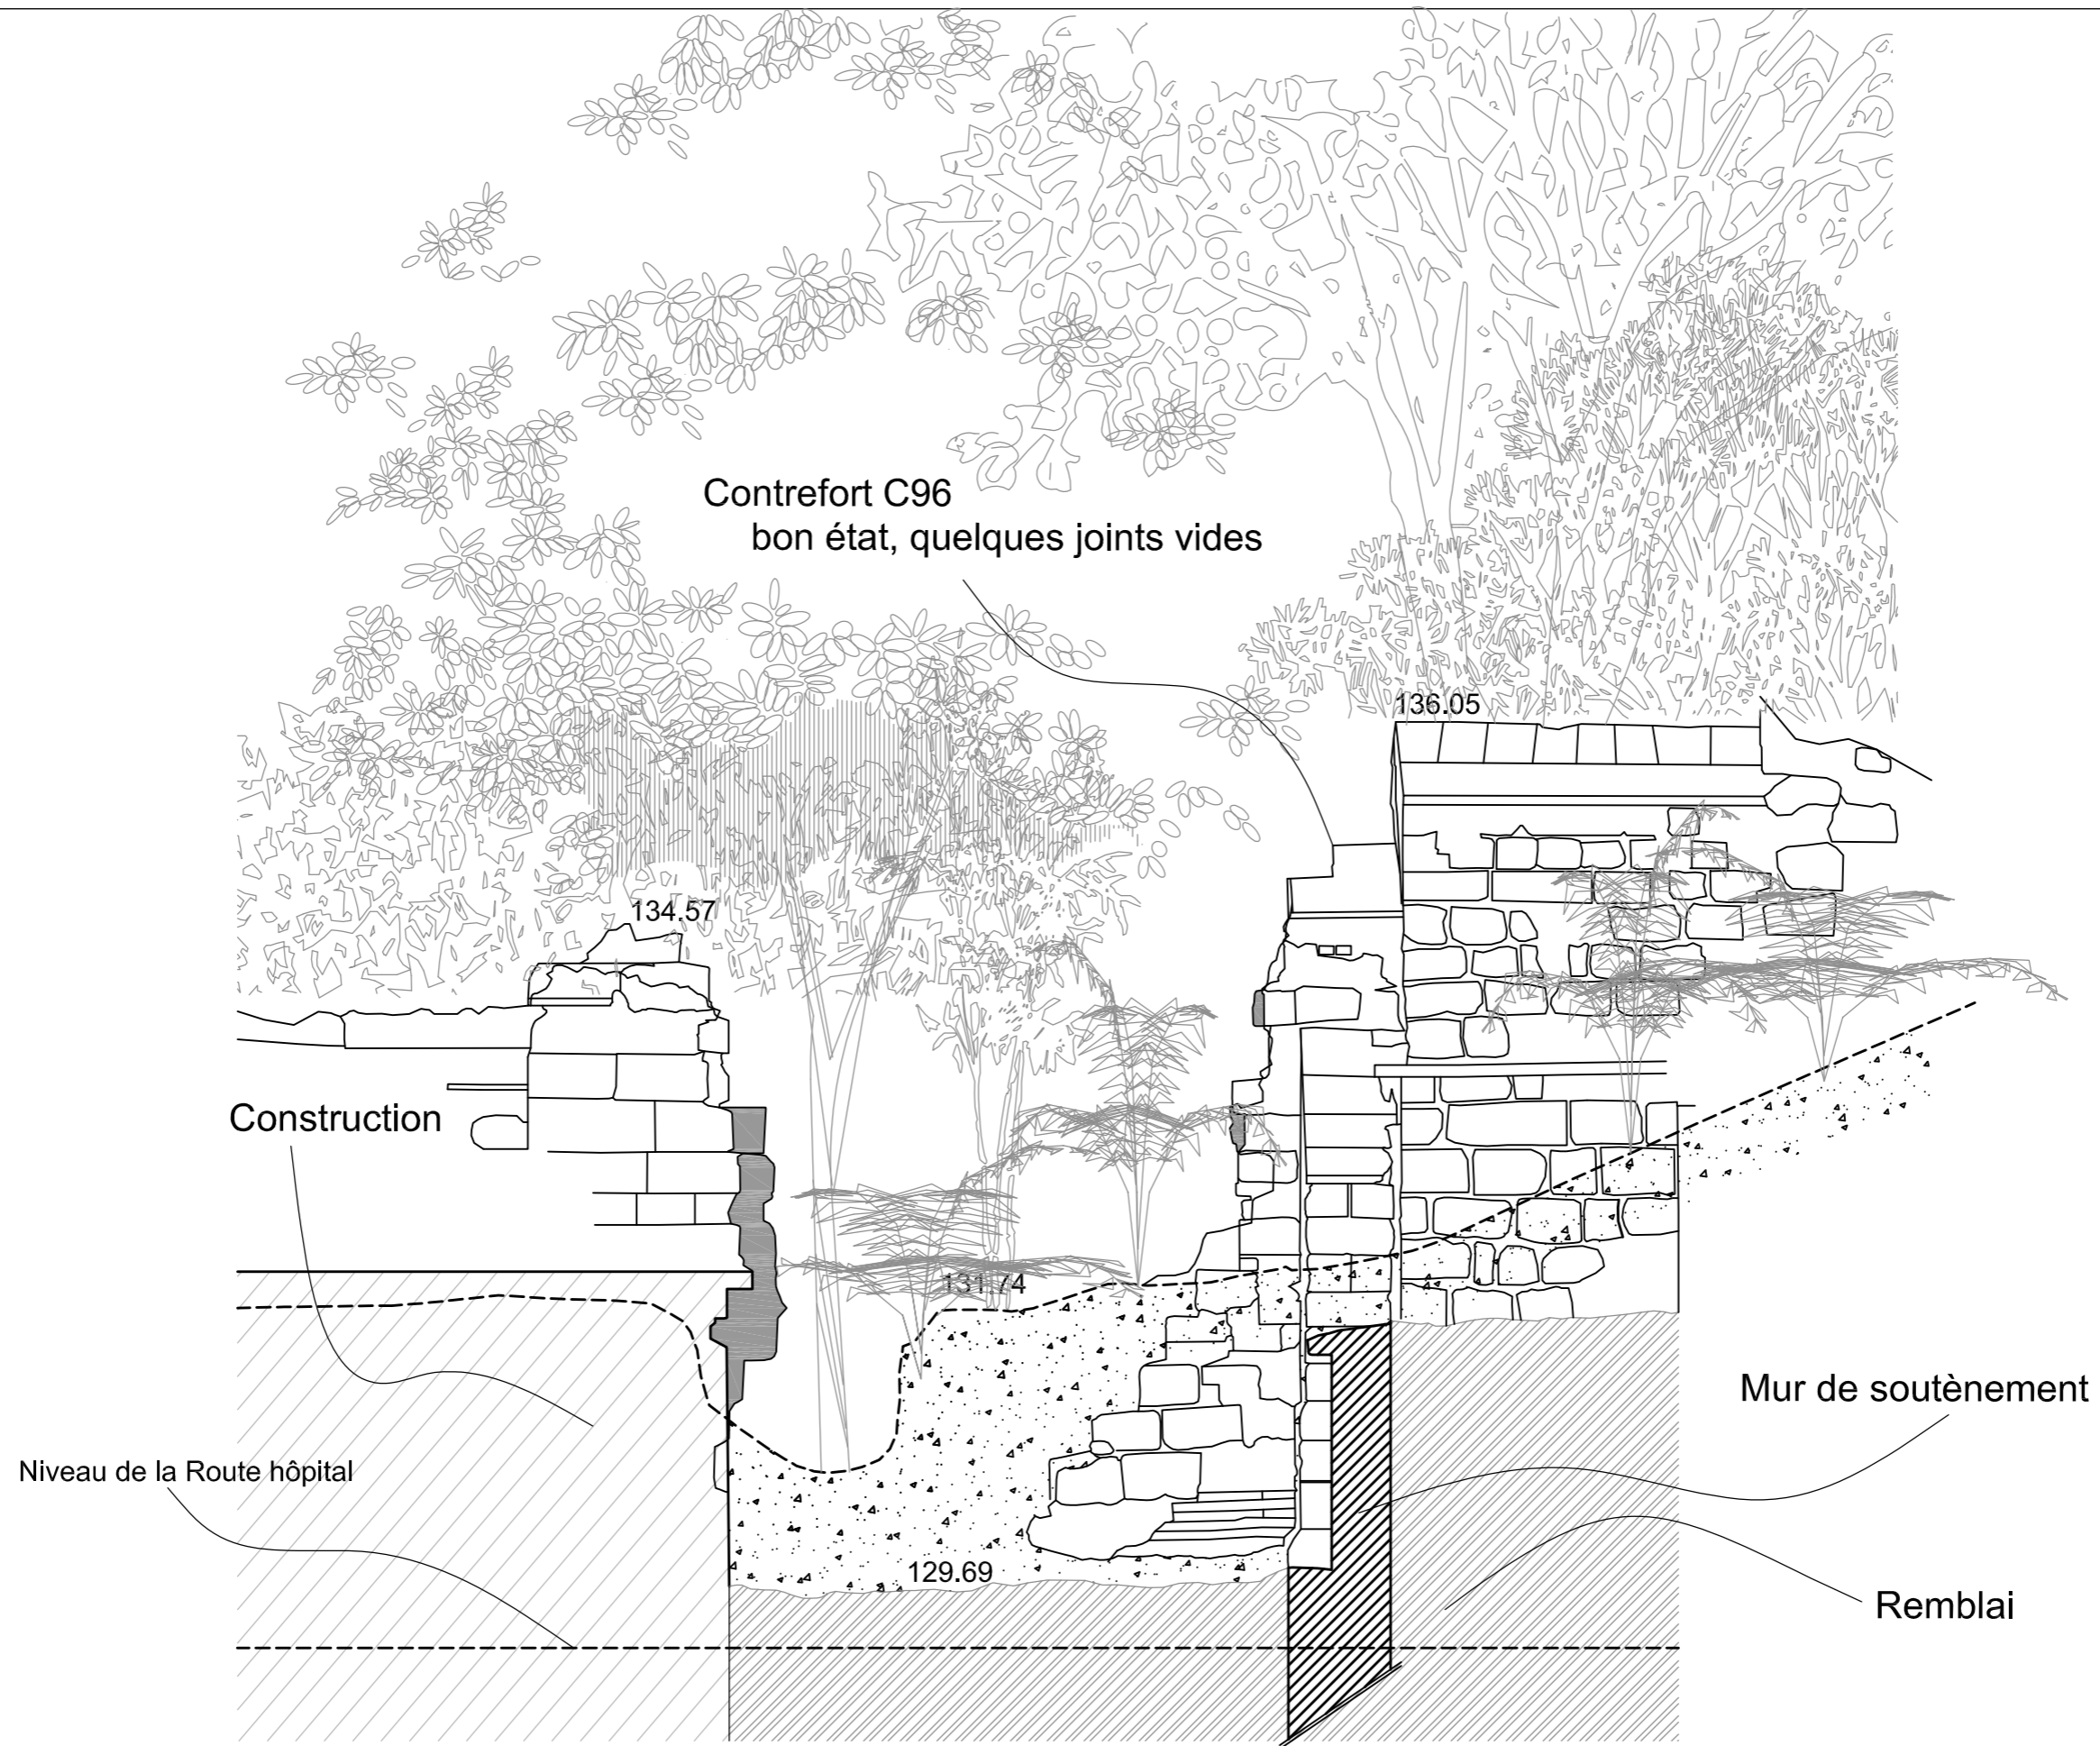 Contrefort C96
bon état, quelques joints vides
136.05
134.57
Construction
131.74
Mur de soutènement
Niveau de la Route hôpital
129.69
Remblai